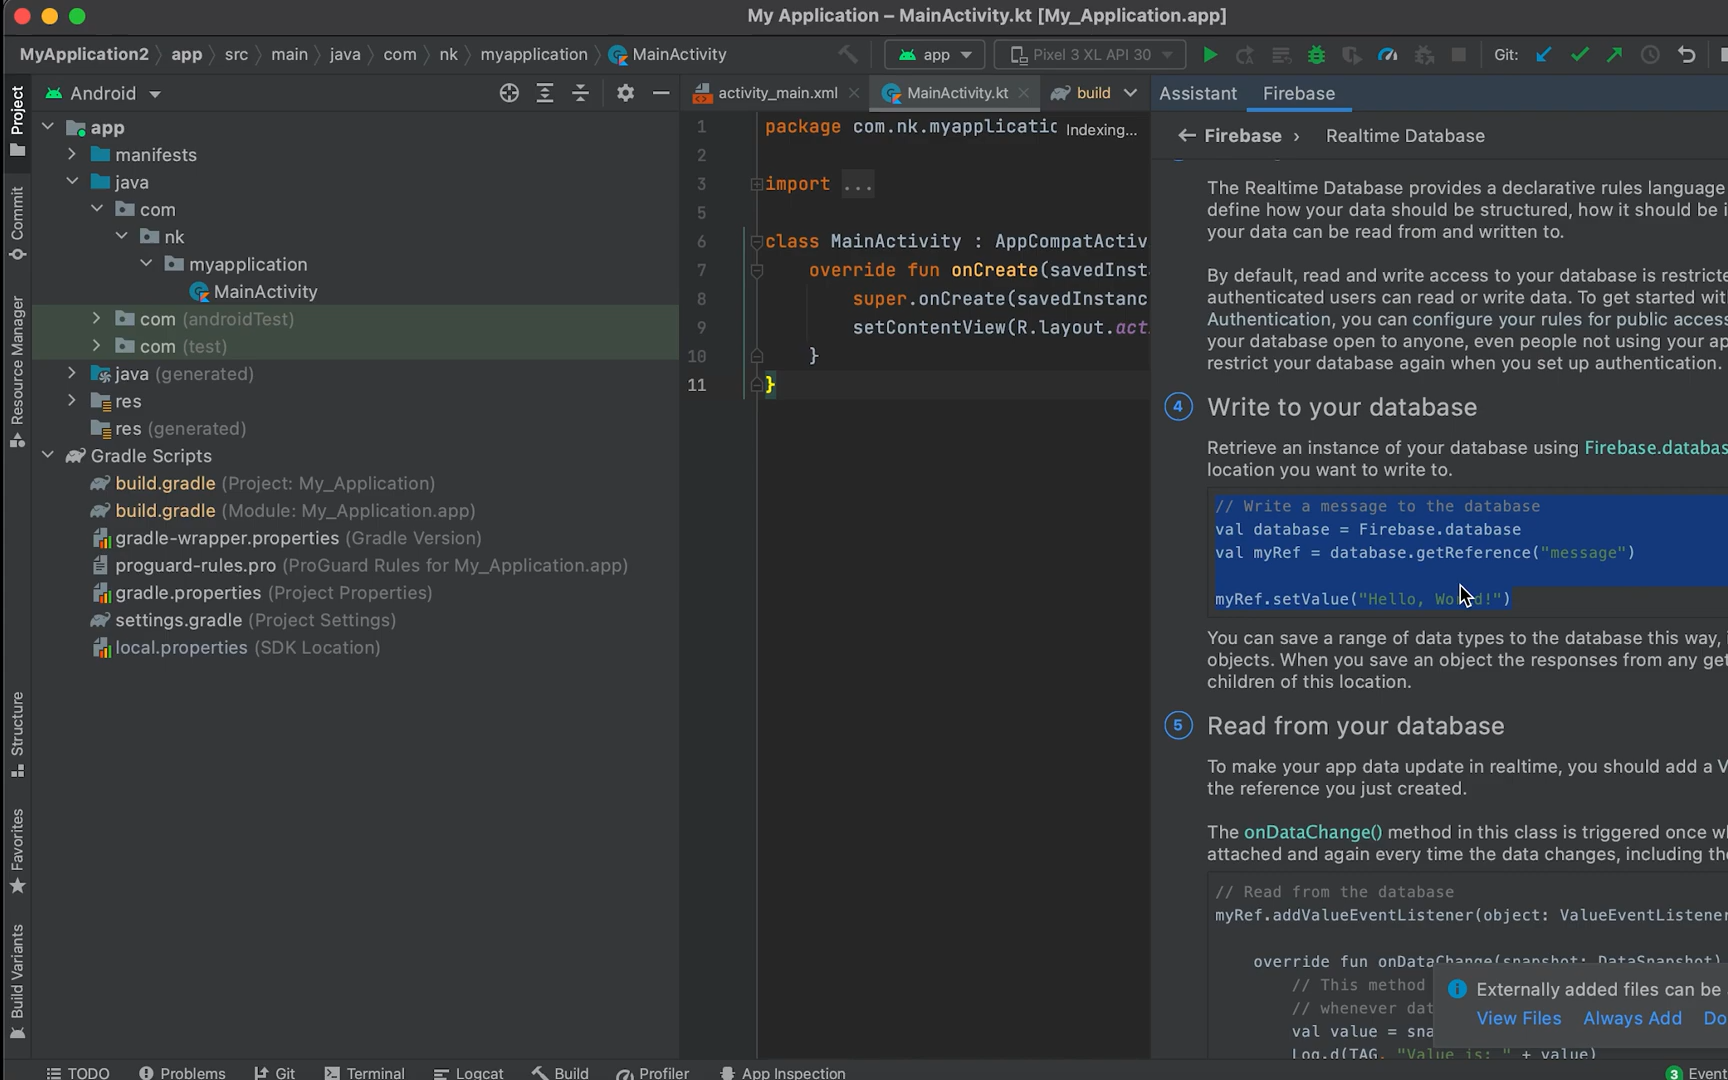 My Application – MainActivity.kt [My_Application.app]
MyApplication2 app src main java com nk myapplication MainActivity app Pixel 3 XL API 30 Git:
Project
Commit
Resource Manager
Structure
Favorites
Build Variants
Android
app
manifests
java
com
nk
myapplication
MainActivity
com (androidTest)
com (test)
java (generated)
res
res (generated)
Gradle Scripts
build.gradle (Project: My_Application)
build.gradle (Module: My_Application.app)
gradle-wrapper.properties (Gradle Version)
proguard-rules.pro (ProGuard Rules for My_Application.app)
gradle.properties (Project Properties)
settings.gradle (Project Settings)
local.properties (SDK Location)
activity_main.xml MainActivity.kt build
1 package com.nk.myapplicatio Indexing...
2
3 import ...
5
6 class MainActivity : AppCompatActiv
7 override fun onCreate(savedInst
8 super.onCreate(savedInstanc
9 setContentView(R.layout.act
10 }
11 }
Assistant Firebase
← Firebase › Realtime Database
The Realtime Database provides a declarative rules language
define how your data should be structured, how it should be i
your data can be read from and written to.
By default, read and write access to your database is restricte
authenticated users can read or write data. To get started wit
Authentication, you can configure your rules for public access
your database open to anyone, even people not using your ap
restrict your database again when you set up authentication.
4 Write to your database
Retrieve an instance of your database using Firebase.databas
location you want to write to.
// Write a message to the database
val database = Firebase.database
val myRef = database.getReference("message")
myRef.setValue("Hello, World!")
You can save a range of data types to the database this way,
objects. When you save an object the responses from any get
children of this location.
5 Read from your database
To make your app data update in realtime, you should add a V
the reference you just created.
The onDataChange() method in this class is triggered once w
attached and again every time the data changes, including the
// Read from the database
myRef.addValueEventListener(object: ValueEventListener
override fun onDataChange(snapshot: DataSnapshot)
// This method
// whenever dat
val value = sna
Log.d(TAG, "Value is: " + value)
Externally added files can be
View Files Always Add Do
TODO Problems Git Terminal Logcat Build Profiler App Inspection 3 Event